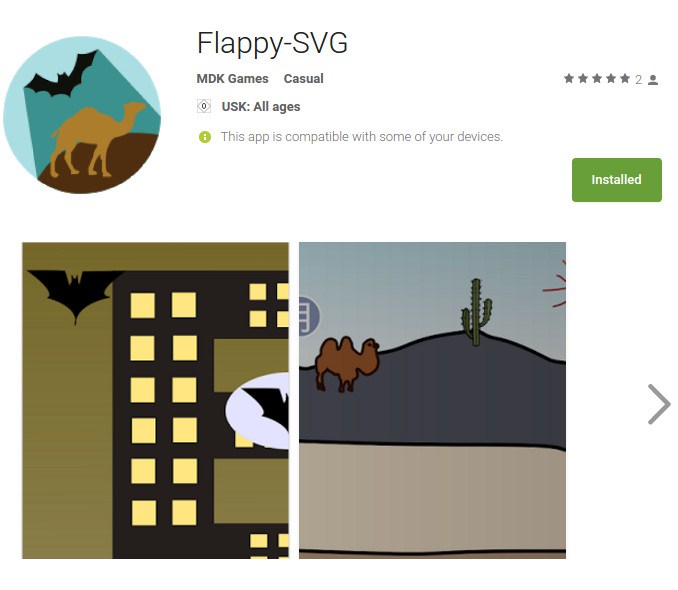 Flappy-SVG
MDK Games Casual
2
0 USK: All ages
This app is compatible with some of your devices.
Installed